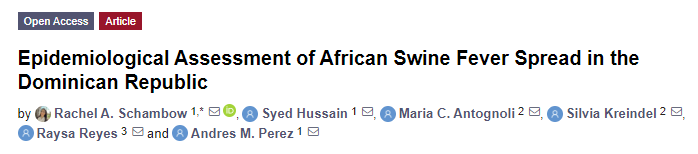 Open Access Article
Epidemiological Assessment of African Swine Fever Spread in the
Dominican Republic
by Rachel A. Schambow 1,* iD, Syed Hussain 1, Maria C. Antognoli 2, Silvia Kreindel 2,
Raysa Reyes 3 and Andres M. Perez 1